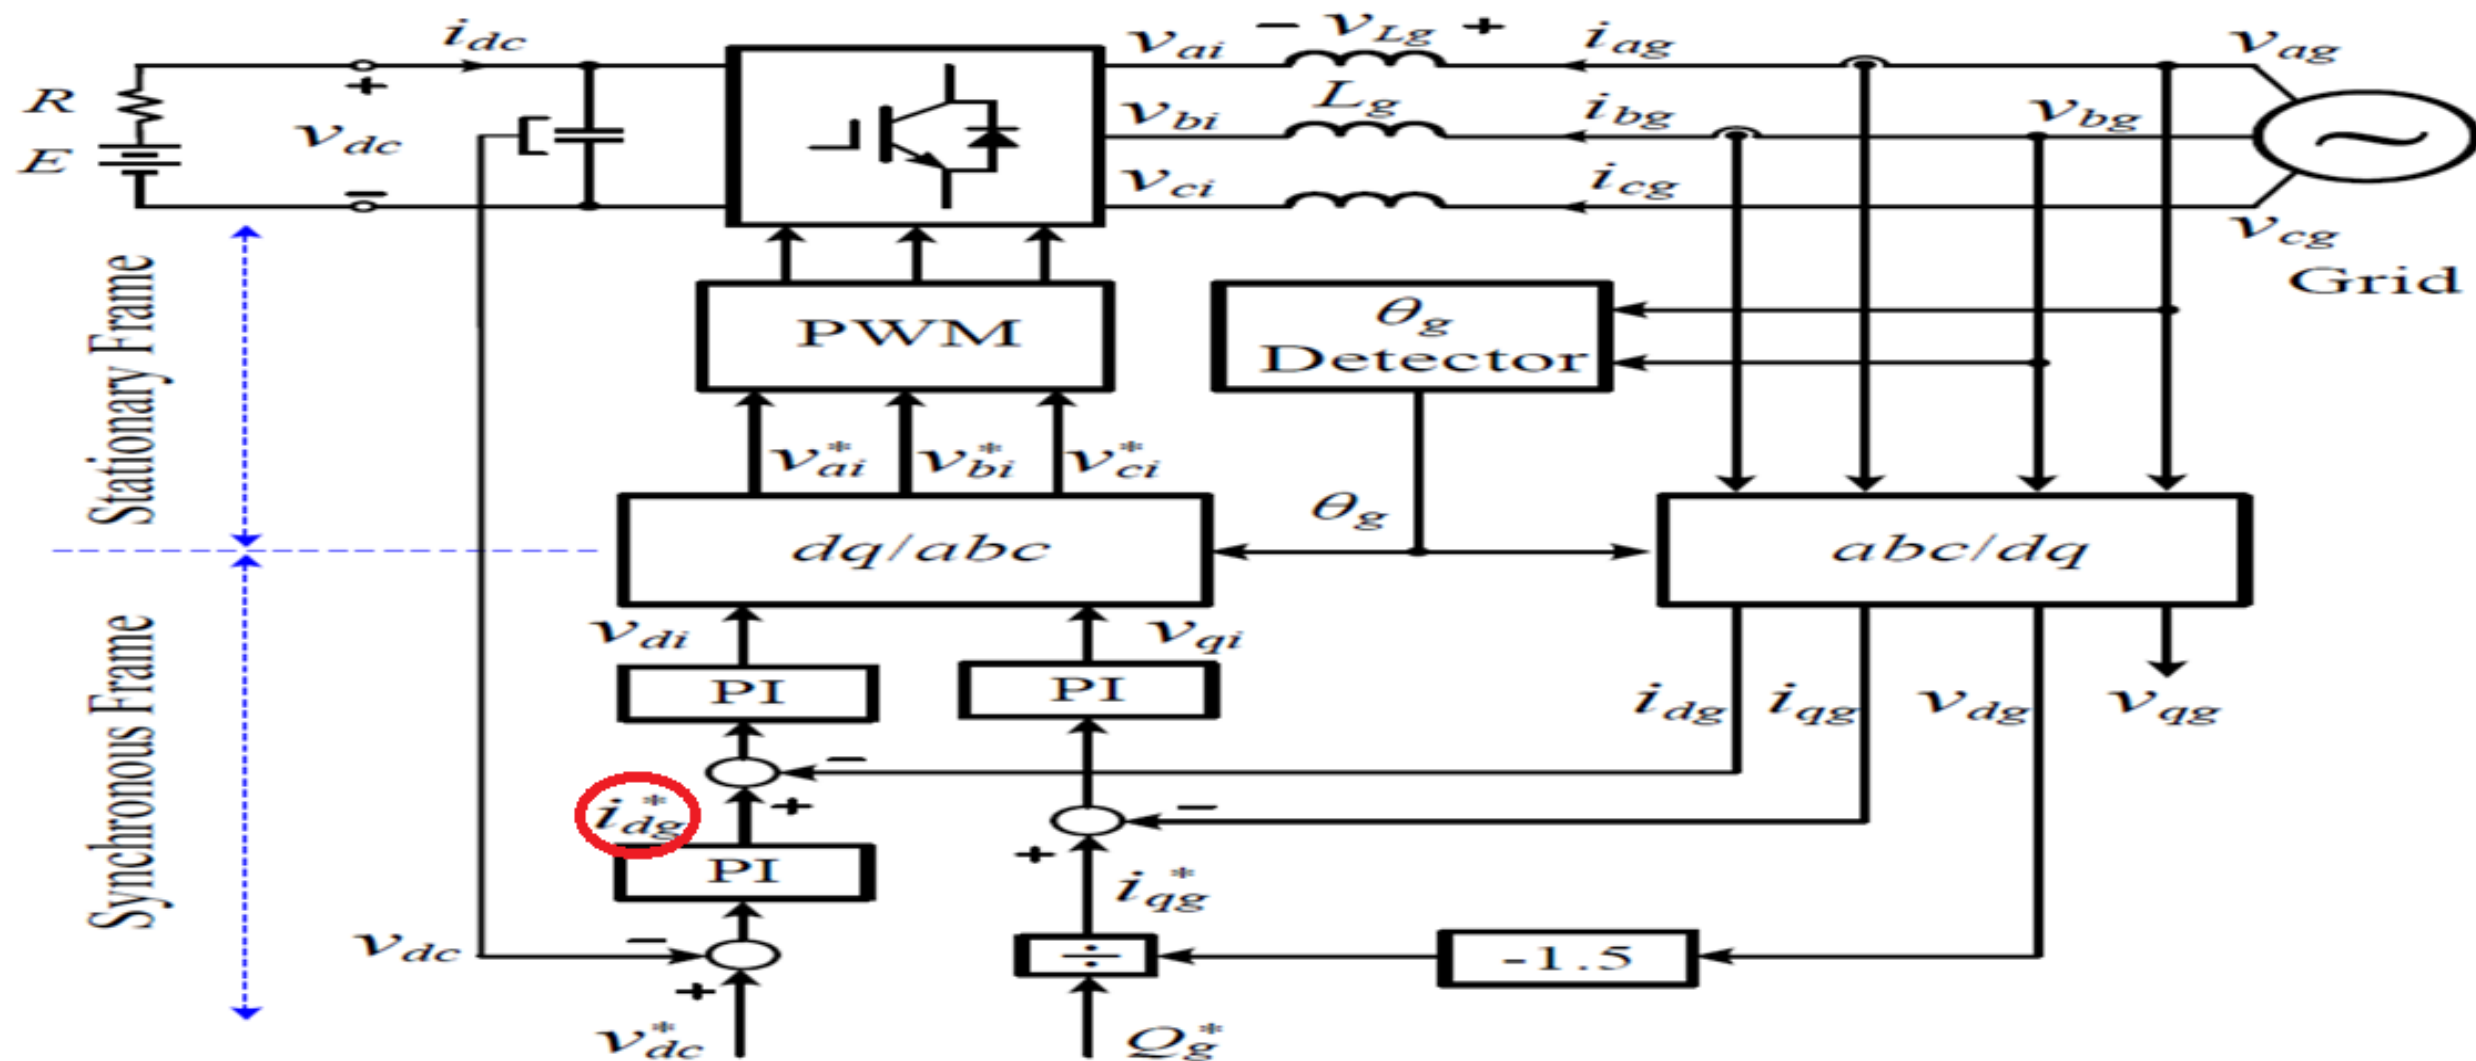 i_dc
v_ai
− v_Lg +
i_ag
v_ag
R
+
v_dc
E
−
v_bi
L_g
i_bg
v_bg
v_ci
i_cg
v_cg
Grid
Stationary Frame
PWM
θ_g
Detector
v*_ai
v*_bi
v*_ci
θ_g
dq/abc
abc/dq
Synchronous Frame
v_di
v_qi
PI
PI
i_dg
i_qg
v_dg
v_qg
−
i*_dg
+
−
PI
+
i*_qg
v_dc
−
÷
-1.5
+
v*_dc
Q*_g